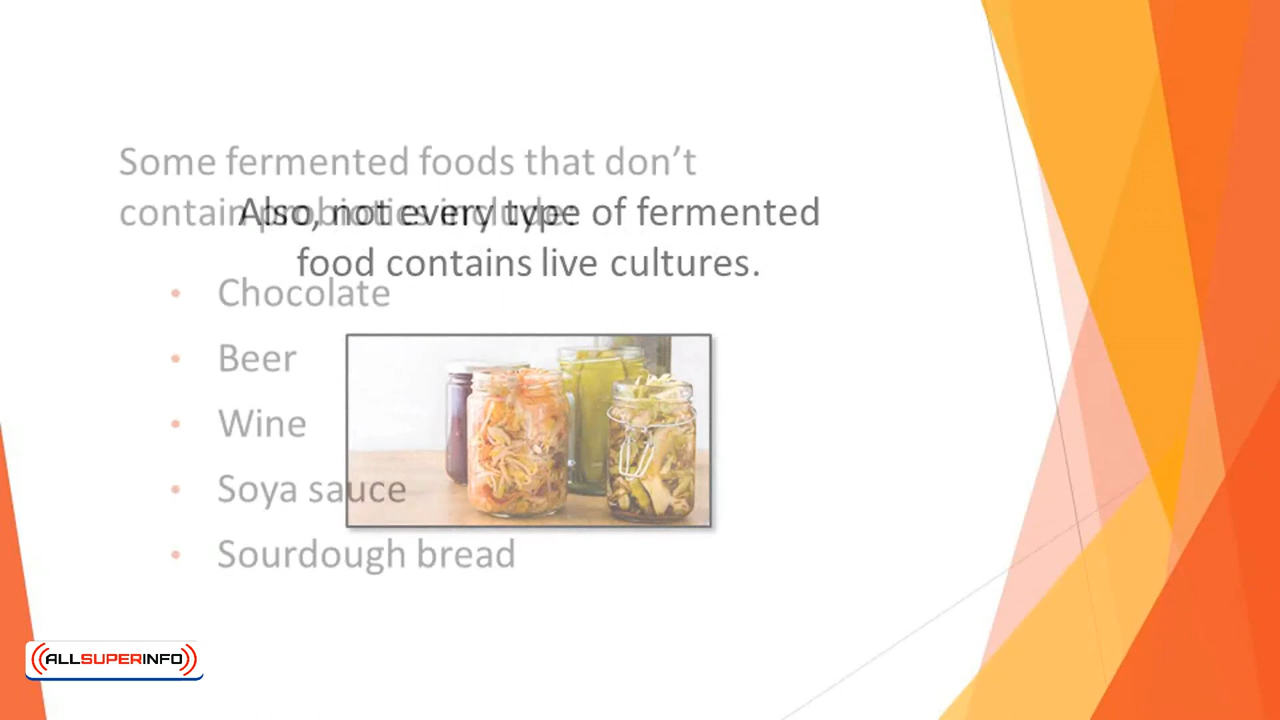 Some fermented foods that don’t
contain probiotics include:
Also, not every type of fermented
food contains live cultures.
• Chocolate
• Beer
• Wine
• Soya sauce
• Sourdough bread
ALLSUPERINFO